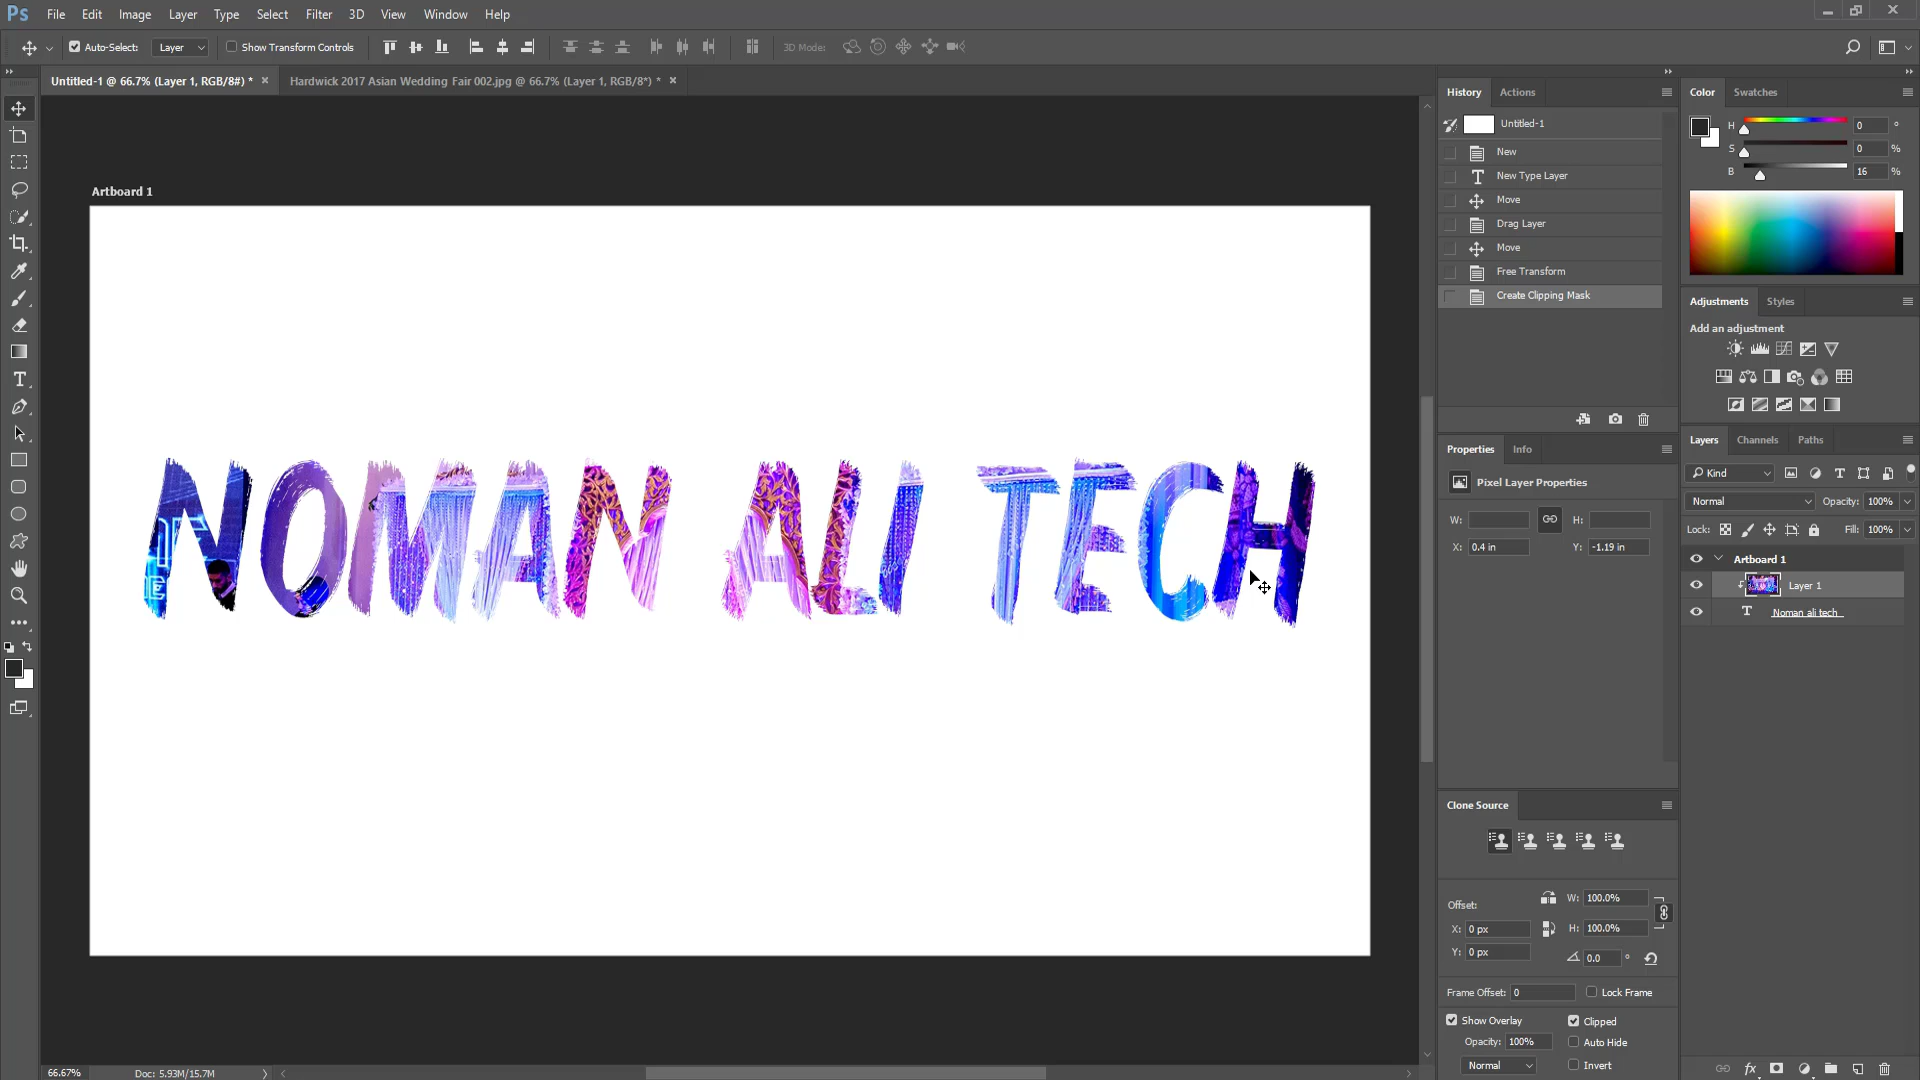 Ps File Edit Image Layer Type Select Filter 3D View Window Help
Auto-Select: Layer Show Transform Controls 3D Mode:
Untitled-1 @ 66.7% (Layer 1, RGB/8#) * × Hardwick 2017 Asian Wedding Fair 002.jpg @ 66.7% (Layer 1, RGB/8*) * ×
Artboard 1
NOMAN ALI TECH
66.67% Doc: 5.93M/15.7M
History Actions
Untitled-1
New
New Type Layer
Move
Drag Layer
Move
Free Transform
Create Clipping Mask
Properties Info
Pixel Layer Properties
W: H:
X: 0.4 in Y: -1.19 in
Clone Source
Offset: W: 100.0%
X: 0 px H: 100.0%
Y: 0 px 0.0 °
Frame Offset: 0 Lock Frame
Show Overlay Clipped
Opacity: 100% Auto Hide
Normal Invert
Color Swatches
H 0 °
S 0 %
B 16 %
Adjustments Styles
Add an adjustment
Layers Channels Paths
Kind
Normal Opacity: 100%
Lock: Fill: 100%
Artboard 1
Layer 1
T Noman ali tech
fx